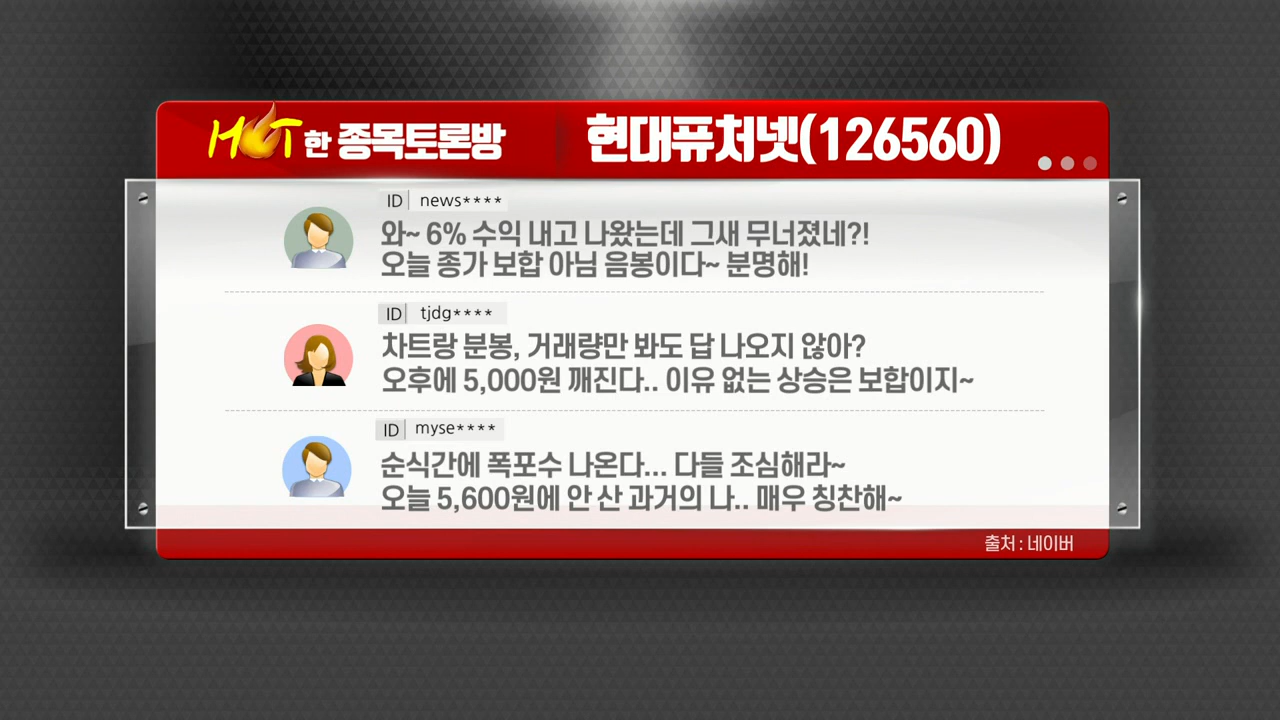 HOT한 종목토론방
현대퓨처넷(126560)
ID news****
와~ 6% 수익 내고 나왔는데 그새 무너졌네?!
오늘 종가 보합 아님 음봉이다~ 분명해!
ID tjdg****
차트랑 분봉, 거래량만 봐도 답 나오지 않아?
오후에 5,000원 깨진다.. 이유 없는 상승은 보합이지~
ID myse****
순식간에 폭포수 나온다... 다들 조심해라~
오늘 5,600원에 안 산 과거의 나.. 매우 칭찬해~
출처 : 네이버